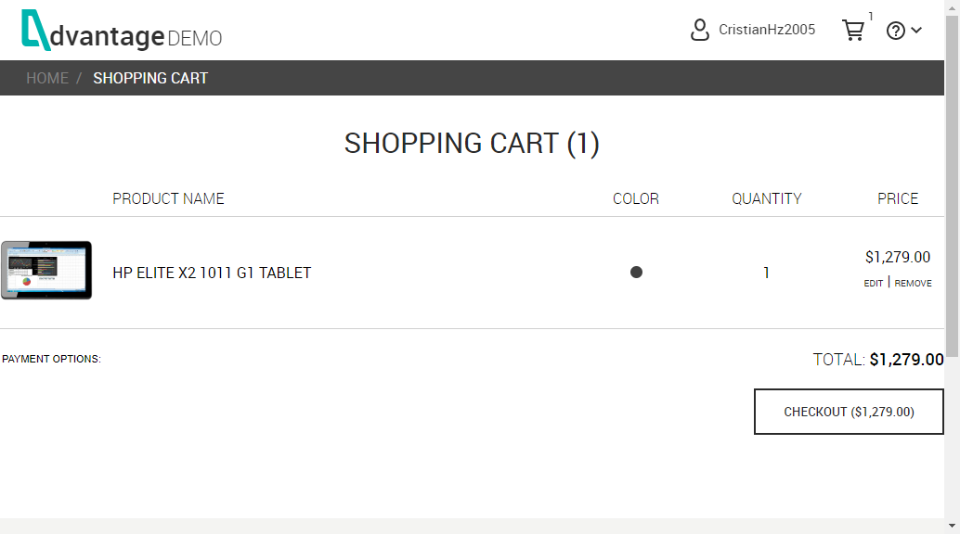 dvantage DEMO
CristianHz2005
1
HOME / SHOPPING CART
SHOPPING CART (1)
PRODUCT NAME COLOR QUANTITY PRICE
HP ELITE X2 1011 G1 TABLET 1 $1,279.00
EDIT | REMOVE
PAYMENT OPTIONS: TOTAL: $1,279.00
CHECKOUT ($1,279.00)